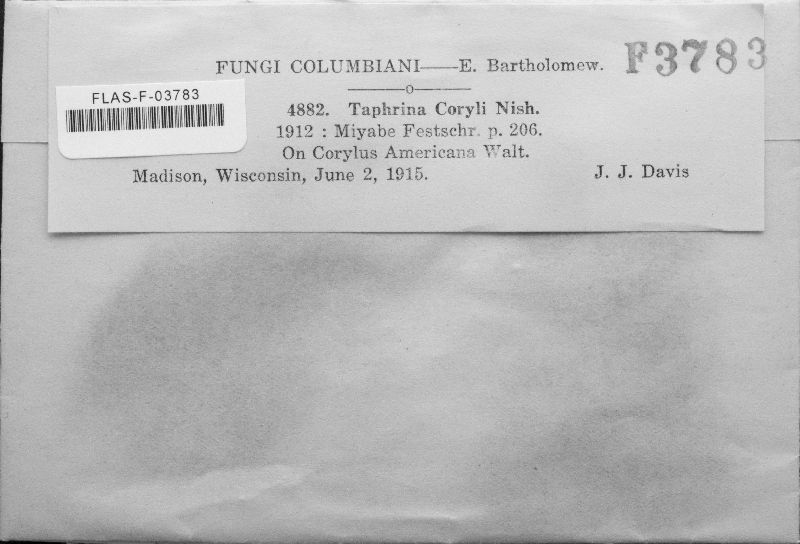 FUNGI COLUMBIANI——E. Bartholomew.
F3783
FLAS-F-03783
4882. Taphrina Coryli Nish.
1912 : Miyabe Festschr. p. 206.
On Corylus Americana Walt.
Madison, Wisconsin, June 2, 1915. J. J. Davis